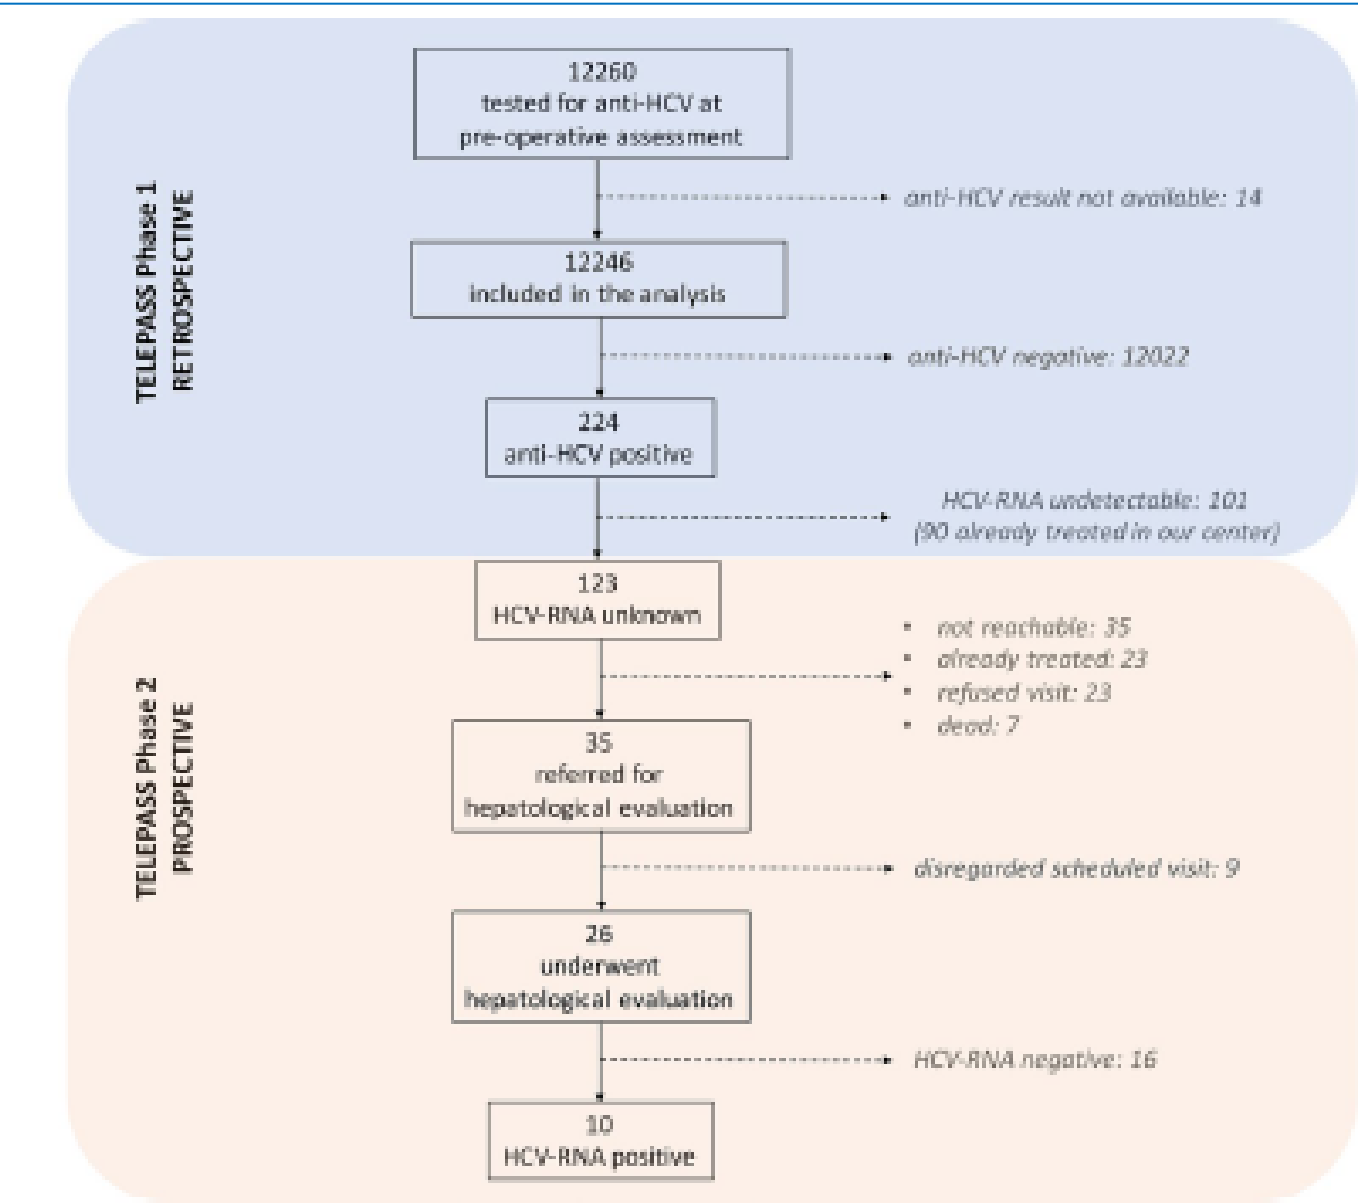 TELEPASS Phase 1
RETROSPECTIVE
12260
tested for anti-HCV at
pre-operative assessment
anti-HCV result not available: 14
12246
included in the analysis
anti-HCV negative: 12022
224
anti-HCV positive
HCV-RNA undetectable: 101
(90 already treated in our center)
TELEPASS Phase 2
PROSPECTIVE
123
HCV-RNA unknown
• not reachable: 35
• already treated: 23
• refused visit: 23
• dead: 7
35
referred for
hepatological evaluation
disregarded scheduled visit: 9
26
underwent
hepatological evaluation
HCV-RNA negative: 16
10
HCV-RNA positive